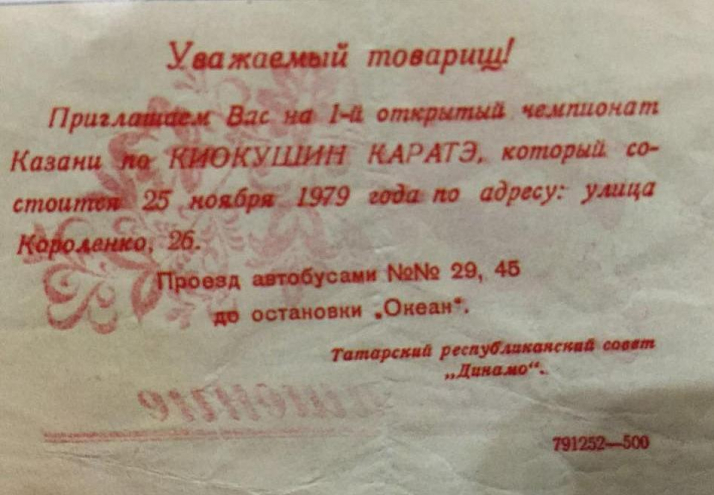 Уважаемый товарищ!
Приглашаем Вас на 1-й открытый чемпионат
Казани по КИОКУШИН КАРАТЭ, который со-
стоится 25 ноября 1979 года по адресу: улица
Короленко, 26.
Проезд автобусами №№ 29, 45
до остановки „Океан“.
Татарский республиканский совет
„Динамо“.
791252—500